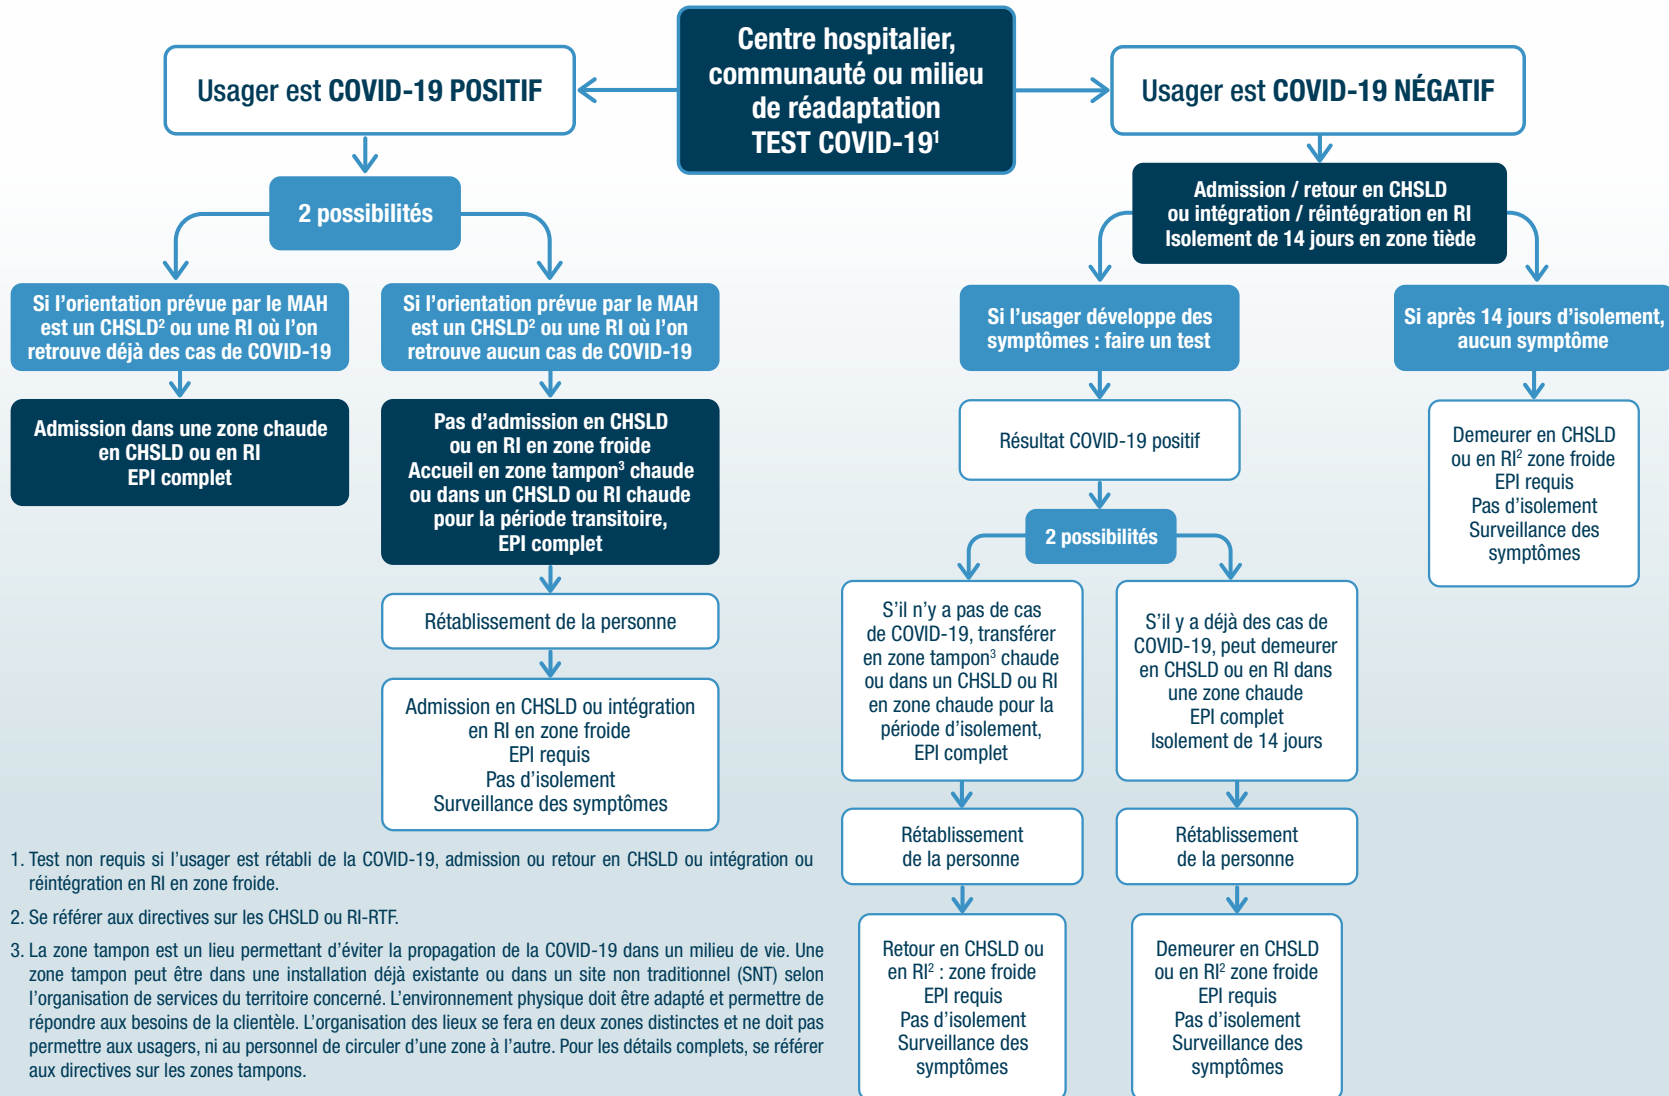 Centre hospitalier,
communauté ou milieu
de réadaptation
TEST COVID-19¹
Usager est COVID-19 POSITIF
2 possibilités
Si l'orientation prévue par le MAH
est un CHSLD² ou une RI où l'on
retrouve déjà des cas de COVID-19
Admission dans une zone chaude
en CHSLD ou en RI
EPI complet
Si l'orientation prévue par le MAH
est un CHSLD² ou une RI où l'on
retrouve aucun cas de COVID-19
Pas d'admission en CHSLD
ou en RI en zone froide
Accueil en zone tampon³ chaude
ou dans un CHSLD ou RI chaude
pour la période transitoire,
EPI complet
Rétablissement de la personne
Admission en CHSLD ou intégration
en RI en zone froide
EPI requis
Pas d'isolement
Surveillance des symptômes
Usager est COVID-19 NÉGATIF
Admission / retour en CHSLD
ou intégration / réintégration en RI
Isolement de 14 jours en zone tiède
Si l'usager développe des
symptômes : faire un test
Résultat COVID-19 positif
2 possibilités
S'il n'y a pas de cas
de COVID-19, transférer
en zone tampon³ chaude
ou dans un CHSLD ou RI
en zone chaude pour la
période d'isolement,
EPI complet
Rétablissement
de la personne
Retour en CHSLD ou
en RI² : zone froide
EPI requis
Pas d'isolement
Surveillance des
symptômes
S'il y a déjà des cas de
COVID-19, peut demeurer
en CHSLD ou en RI dans
une zone chaude
EPI complet
Isolement de 14 jours
Rétablissement
de la personne
Demeurer en CHSLD
ou en RI² zone froide
EPI requis
Pas d'isolement
Surveillance des
symptômes
Si après 14 jours d'isolement,
aucun symptôme
Demeurer en CHSLD
ou en RI² zone froide
EPI requis
Pas d'isolement
Surveillance des
symptômes
1. Test non requis si l'usager est rétabli de la COVID-19, admission ou retour en CHSLD ou intégration ou
réintégration en RI en zone froide.
2. Se référer aux directives sur les CHSLD ou RI-RTF.
3. La zone tampon est un lieu permettant d'éviter la propagation de la COVID-19 dans un milieu de vie. Une
zone tampon peut être dans une installation déjà existante ou dans un site non traditionnel (SNT) selon
l'organisation de services du territoire concerné. L'environnement physique doit être adapté et permettre de
répondre aux besoins de la clientèle. L'organisation des lieux se fera en deux zones distinctes et ne doit pas
permettre aux usagers, ni au personnel de circuler d'une zone à l'autre. Pour les détails complets, se référer
aux directives sur les zones tampons.